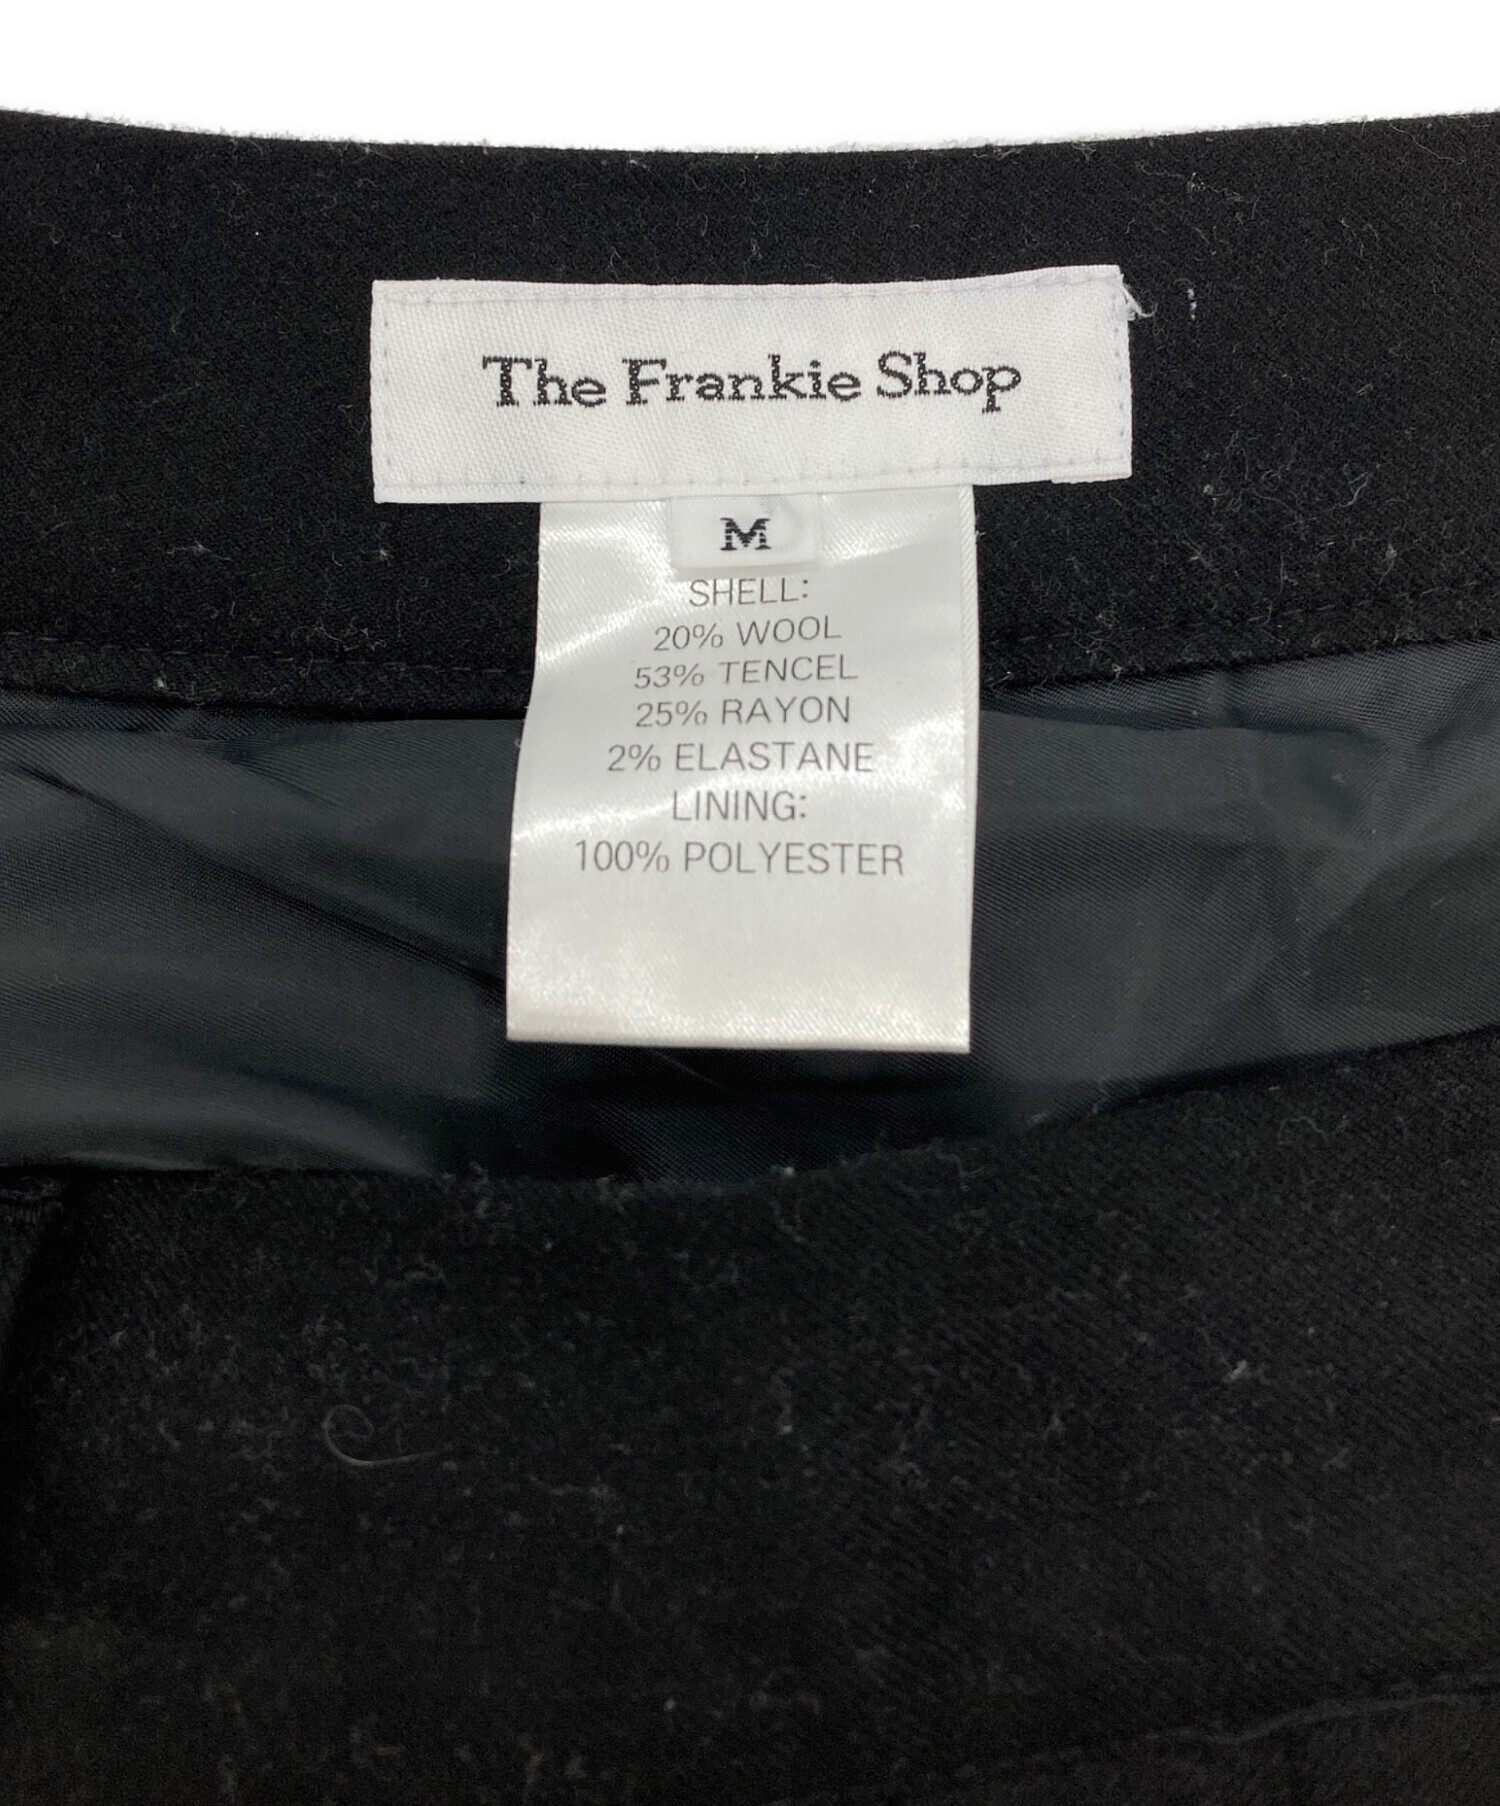 The Frankie Shop
M
SHELL:
20% WOOL
53% TENCEL
25% RAYON
2% ELASTANE
LINING:
100% POLYESTER